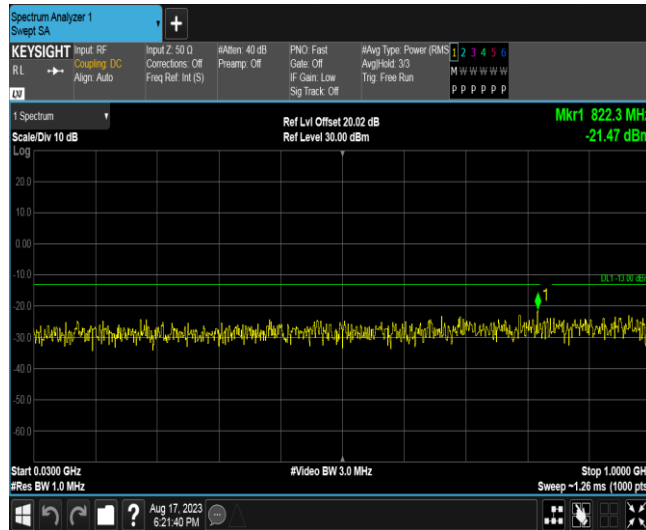 Spectrum Analyzer 1
Swept SA
+
KEYSIGHT Input: RF Input Z: 50 Ω #Atten: 40 dB PNO: Fast #Avg Type: Power (RMS 1 2 3 4 5 6
RL Coupling: DC Corrections: Off Preamp: Off Gate: Off Avg|Hold: 3/3 M W W W W W
Align: Auto Freq Ref: Int (S) IF Gain: Low Trig: Free Run
LXI Sig Track: Off P P P P P P
1 Spectrum Ref Lvl Offset 20.02 dB Mkr1 822.3 MHz
Scale/Div 10 dB Ref Level 30.00 dBm -21.47 dBm
Log
20.0
0.00
-10.0 DL1 -13.00 dB
1
-20.0
-30.0
-40.0
-50.0
-60.0
Start 0.0300 GHz #Video BW 3.0 MHz Stop 1.0000 GHz
#Res BW 1.0 MHz Sweep ~1.26 ms (1000 pts
? Aug 17, 2023
6:21:40 PM